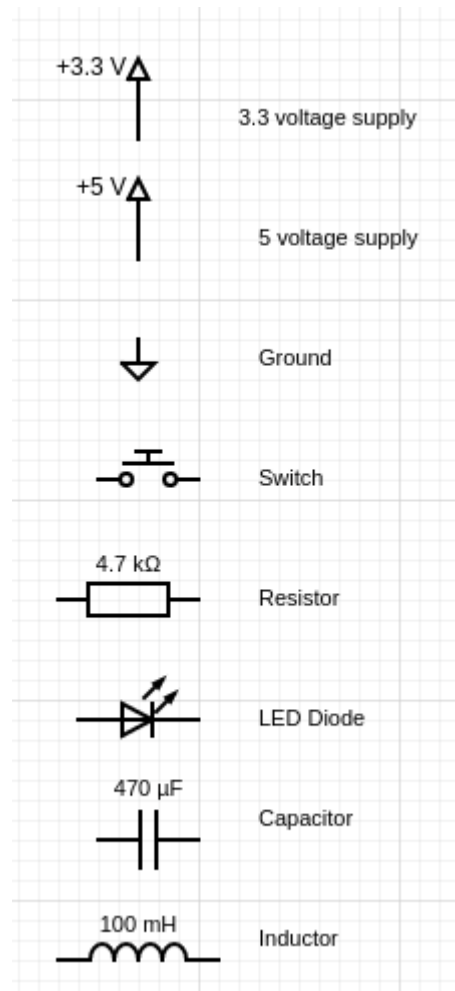 +3.3 V
3.3 voltage supply
+5 V
5 voltage supply
Ground
Switch
4.7 kΩ
Resistor
LED Diode
470 µF
Capacitor
100 mH
Inductor